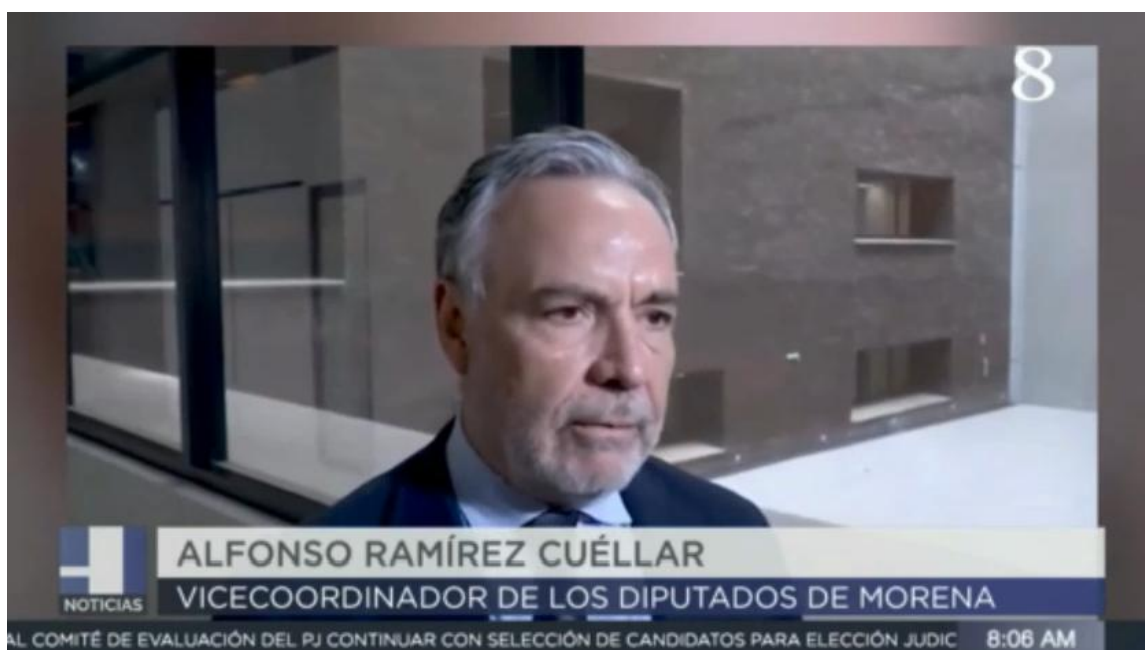 8
ALFONSO RAMÍREZ CUÉLLAR
NOTICIAS
VICECOORDINADOR DE LOS DIPUTADOS DE MORENA
AL COMITÉ DE EVALUACIÓN DEL PJ CONTINUAR CON SELECCIÓN DE CANDIDATOS PARA ELECCIÓN JUDIC 8:06 AM